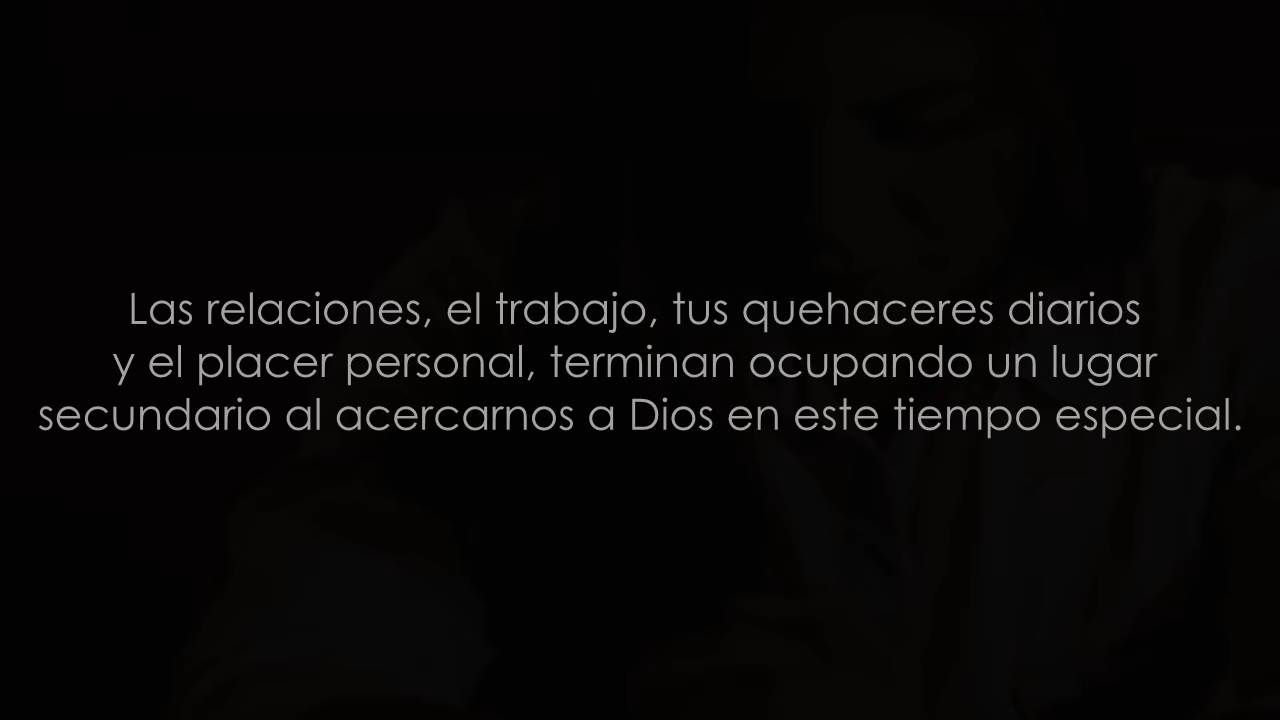 Las relaciones, el trabajo, tus quehaceres diarios
y el placer personal, terminan ocupando un lugar
secundario al acercarnos a Dios en este tiempo especial.